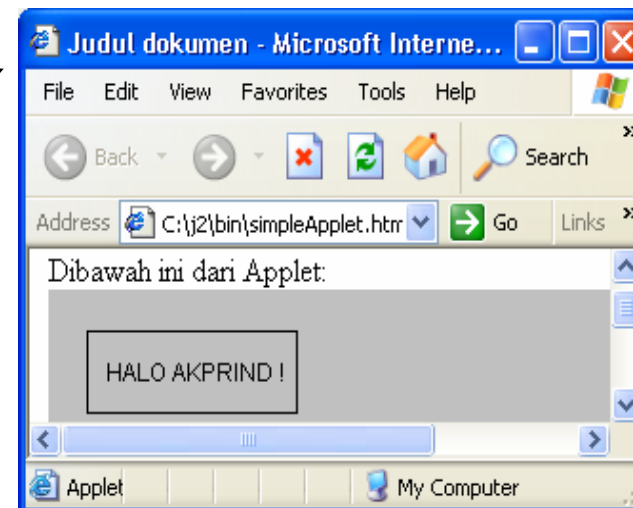 Judul dokumen - Microsoft Interne...
File Edit View Favorites Tools Help
Back Search »
Address C:\j2\bin\simpleApplet.htm Go Links »
Dibawah ini dari Applet:
HALO AKPRIND !
Applet My Computer